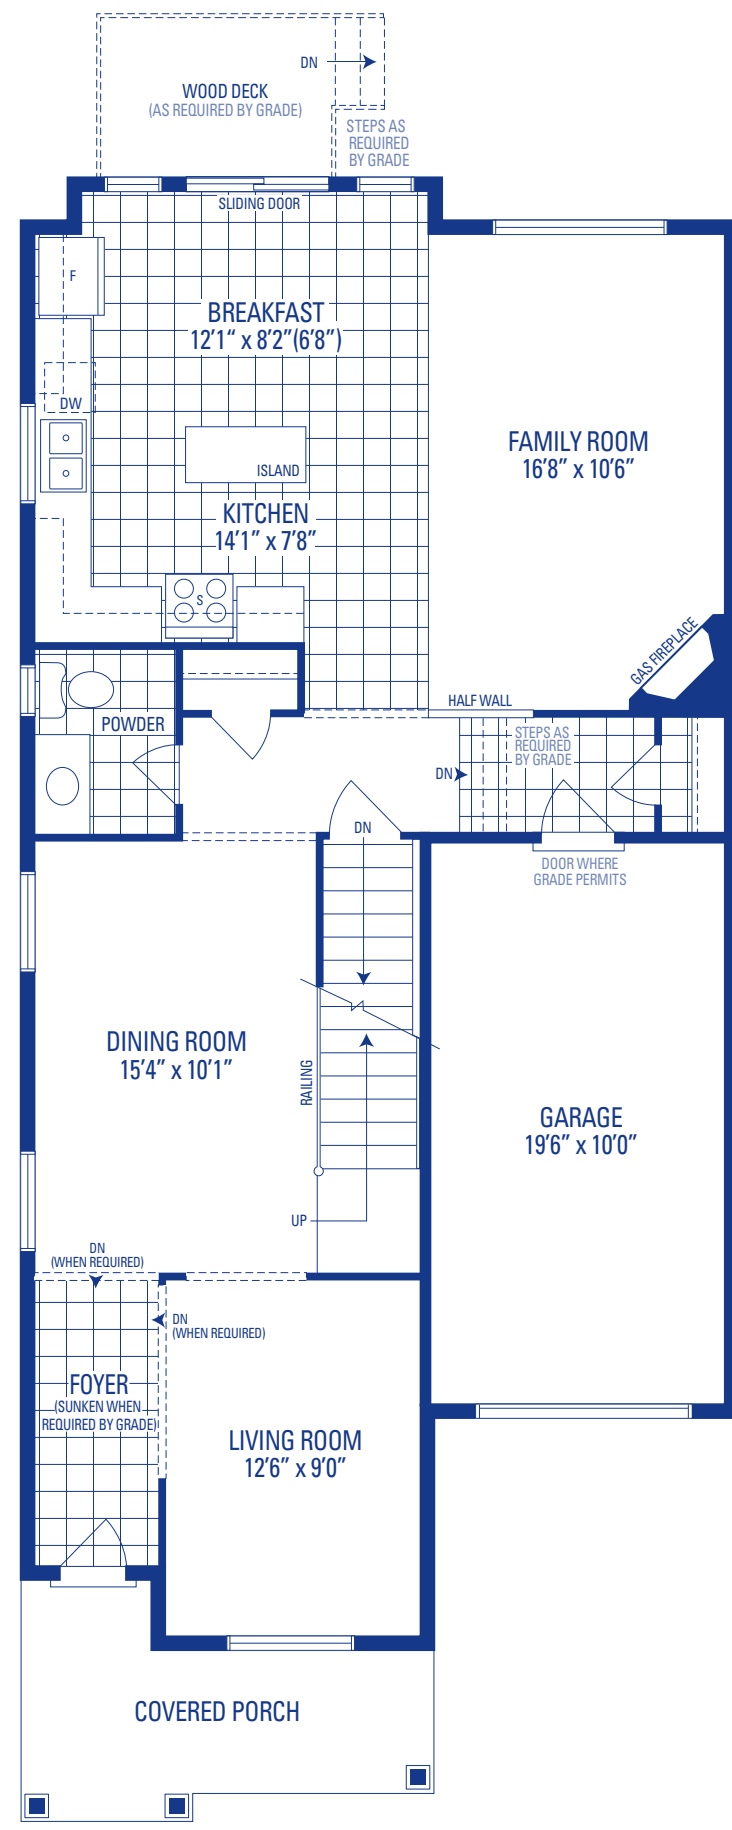 DN
WOOD DECK
(AS REQUIRED BY GRADE)
STEPS AS
REQUIRED
BY GRADE
SLIDING DOOR
F
BREAKFAST
12'1“ x 8'2”(6'8”)
DW
FAMILY ROOM
16'8” x 10'6”
ISLAND
KITCHEN
14'1” x 7'8”
S
GAS FIREPLACE
HALF WALL
POWDER
STEPS AS
REQUIRED
BY GRADE
DN
DN
DOOR WHERE
GRADE PERMITS
DINING ROOM
15'4” x 10'1”
RAILING
GARAGE
19'6” x 10'0”
UP
DN
(WHEN REQUIRED)
DN
(WHEN REQUIRED)
FOYER
(SUNKEN WHEN
REQUIRED BY GRADE)
LIVING ROOM
12'6” x 9'0”
COVERED PORCH